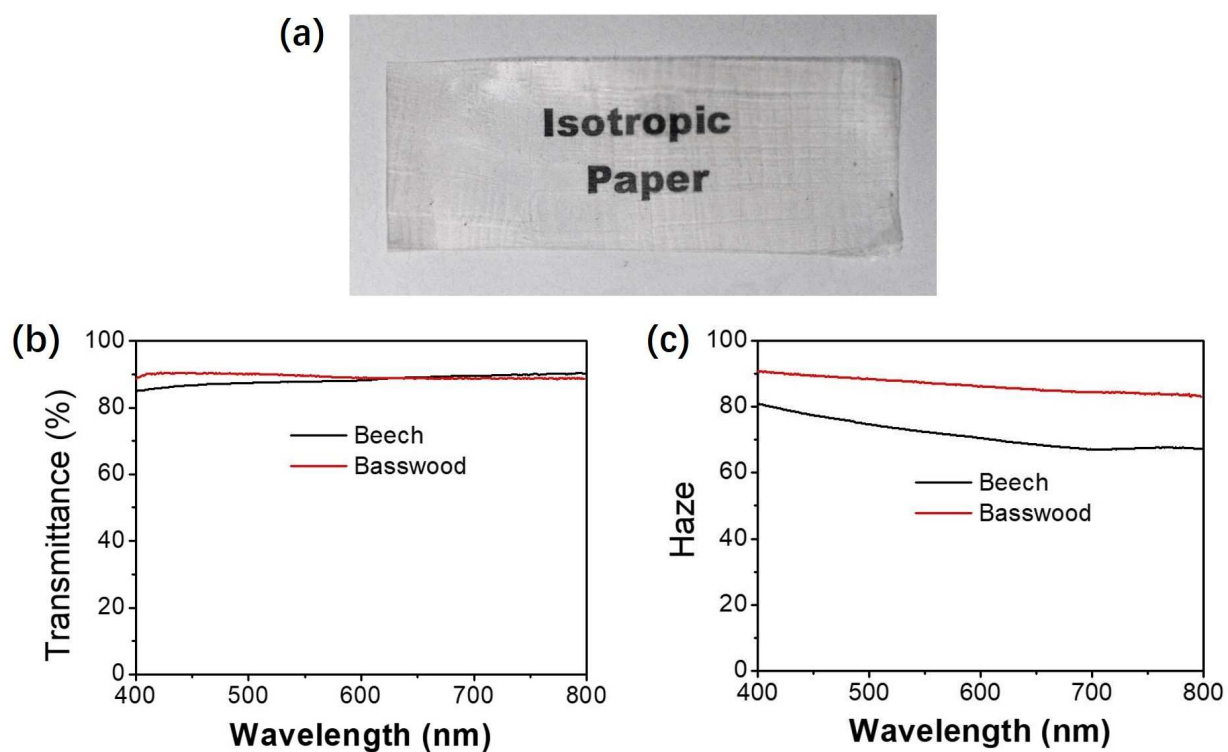 (a)
Isotropic
Paper
(b)
100
80
60
40
20
0
Transmittance (%)
Beech
Basswood
400 500 600 700 800
Wavelength (nm)
(c)
100
80
60
40
20
0
Haze
Beech
Basswood
400 500 600 700 800
Wavelength (nm)